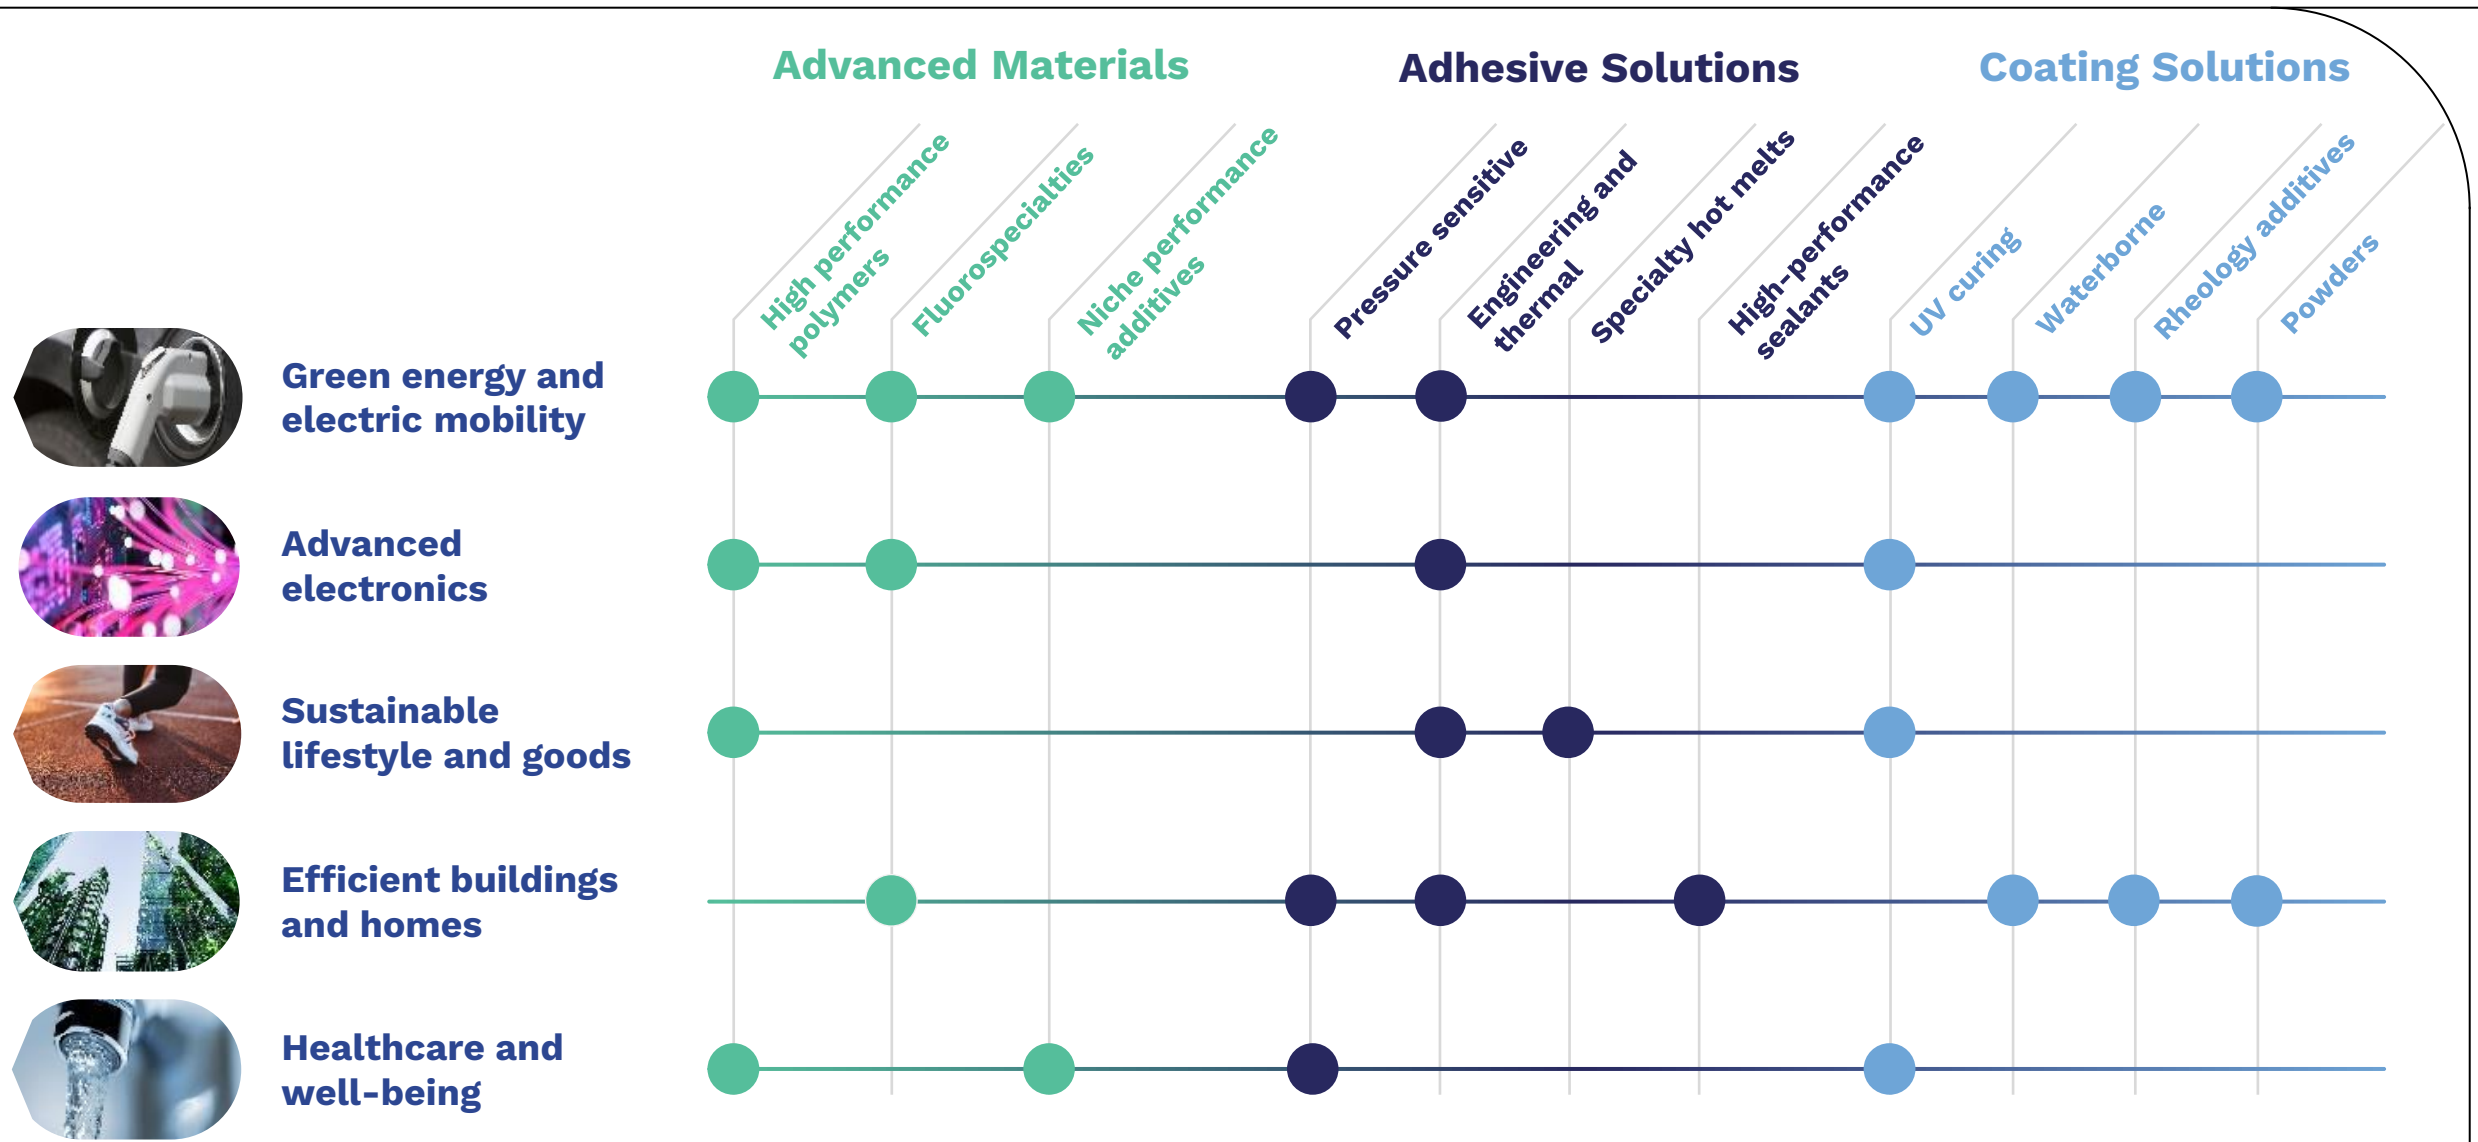 Advanced Materials
Adhesive Solutions
Coating Solutions
High performance
polymers
Fluorospecialties
Niche performance
additives
Pressure sensitive
Engineering and
thermal
Specialty hot melts
High-performance
sealants
UV curing
Waterborne
Rheology additives
Powders
Green energy and
electric mobility
Advanced
electronics
Sustainable
lifestyle and goods
Efficient buildings
and homes
Healthcare and
well-being